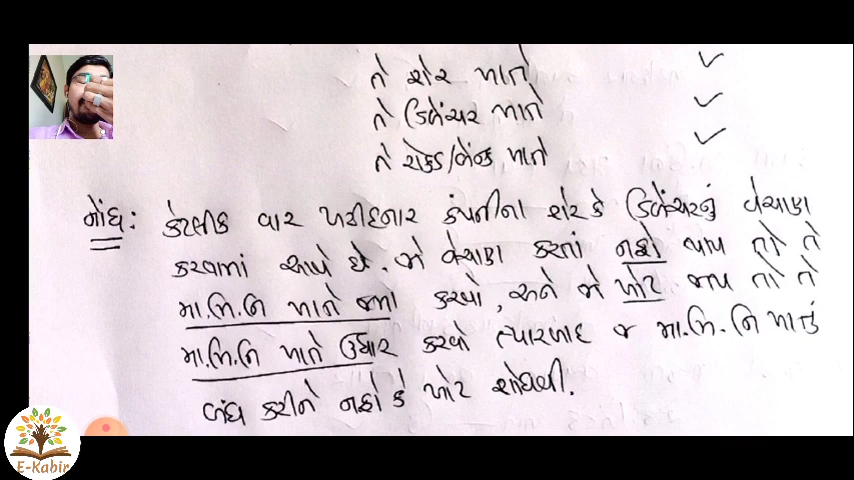 તે શેર ખાતે
તે ડિબેંચર ખાતે
તે રોકડ/બેન્ક ખાતે
નોંધ: કેટલીક વાર ખરીદનાર કંપનીના શેર કે ડિબેંચરનું વેચાણ
કરવામાં આવે છે. જો વેચાણ કરતાં નફો થાય તો તે
મા.મિ.નિ ખાતે જમા કરવો, અને જો ખોટ જાય તો તે
મા.મિ.નિ ખાતે ઉધાર કરવો ત્યારબાદ જ મા.મિ.નિ ખાતું
બંધ કરીને નફો કે ખોટ શોધવી.
E-Kabir